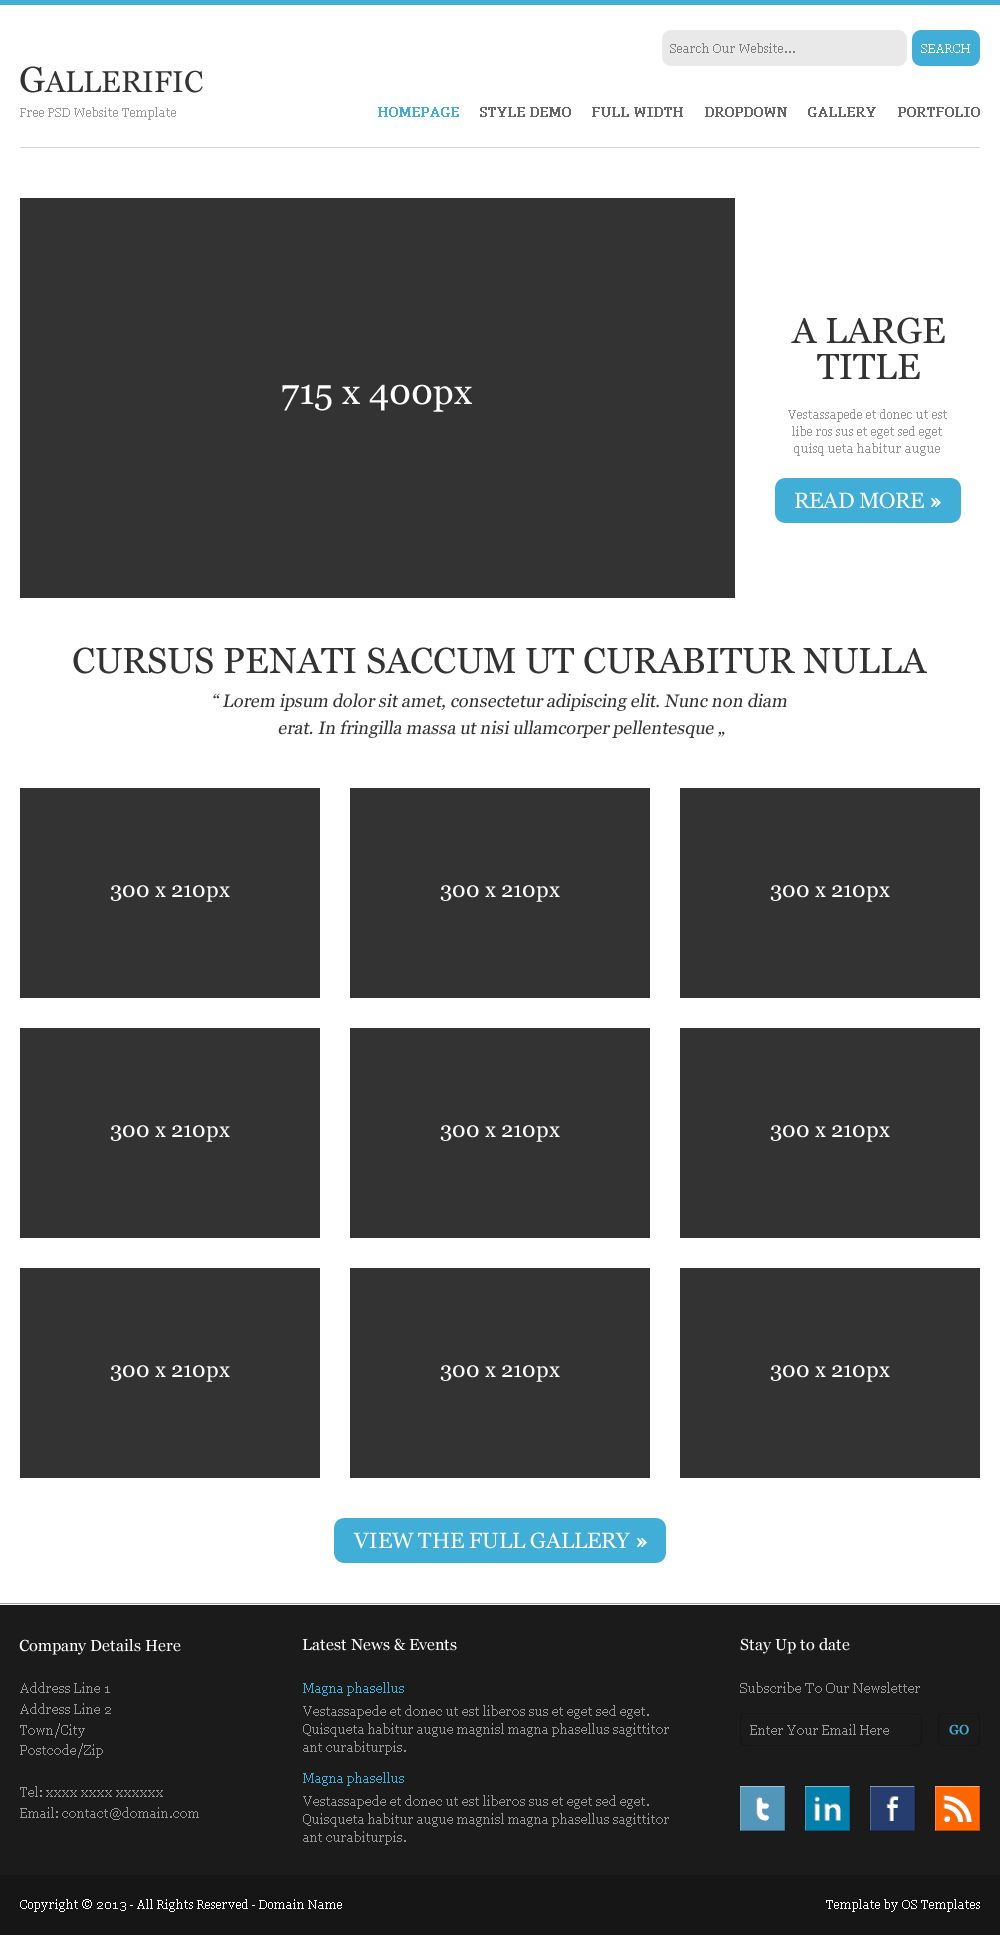 Search Our Website...
SEARCH
GALLERIFIC
Free PSD Website Template
HOMEPAGE STYLE DEMO FULL WIDTH DROPDOWN GALLERY PORTFOLIO
715 x 400px
A LARGE
TITLE
Vestassapede et donec ut est
libe ros sus et eget sed eget
quisq ueta habitur augue
READ MORE »
CURSUS PENATI SACCUM UT CURABITUR NULLA
“ Lorem ipsum dolor sit amet, consectetur adipiscing elit. Nunc non diam
erat. In fringilla massa ut nisi ullamcorper pellentesque „
300 x 210px 300 x 210px 300 x 210px
300 x 210px 300 x 210px 300 x 210px
300 x 210px 300 x 210px 300 x 210px
VIEW THE FULL GALLERY »
Company Details Here
Address Line 1
Address Line 2
Town/City
Postcode/Zip
Tel: xxxx xxxx xxxxxx
Email: contact@domain.com
Latest News & Events
Magna phasellus
Vestassapede et donec ut est liberos sus et eget sed eget.
Quisqueta habitur augue magnisl magna phasellus sagittitor
ant curabiturpis.
Magna phasellus
Vestassapede et donec ut est liberos sus et eget sed eget.
Quisqueta habitur augue magnisl magna phasellus sagittitor
ant curabiturpis.
Stay Up to date
Subscribe To Our Newsletter
Enter Your Email Here
GO
t in f
Copyright © 2013 - All Rights Reserved - Domain Name
Template by OS Templates